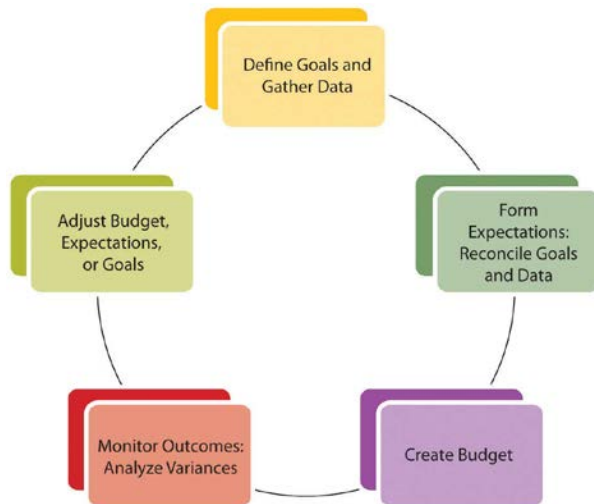 Define Goals and
Gather Data
Form
Expectations:
Reconcile Goals
and Data
Create Budget
Monitor Outcomes:
Analyze Variances
Adjust Budget,
Expectations,
or Goals